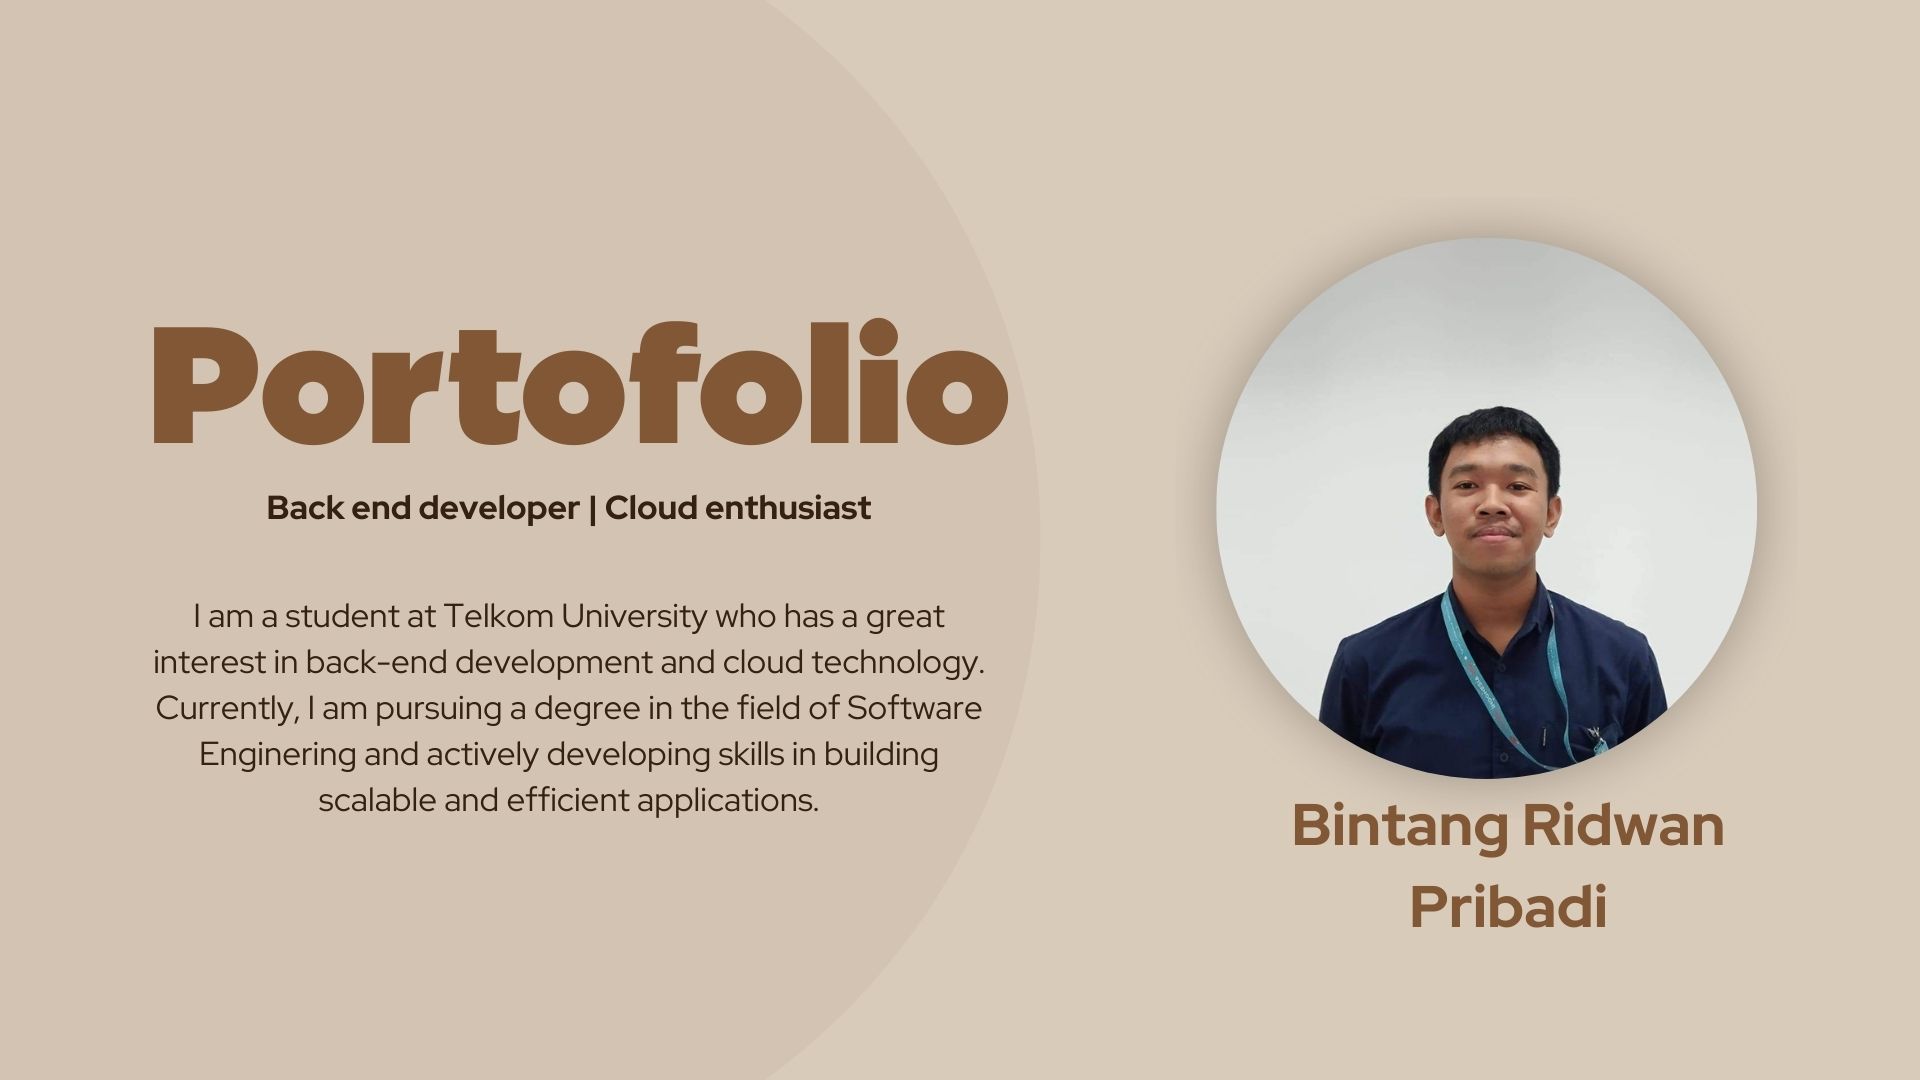 Portofolio
Back end developer | Cloud enthusiast
I am a student at Telkom University who has a great
interest in back-end development and cloud technology.
Currently, I am pursuing a degree in the field of Software
Enginering and actively developing skills in building
scalable and efficient applications.
Bintang Ridwan
Pribadi